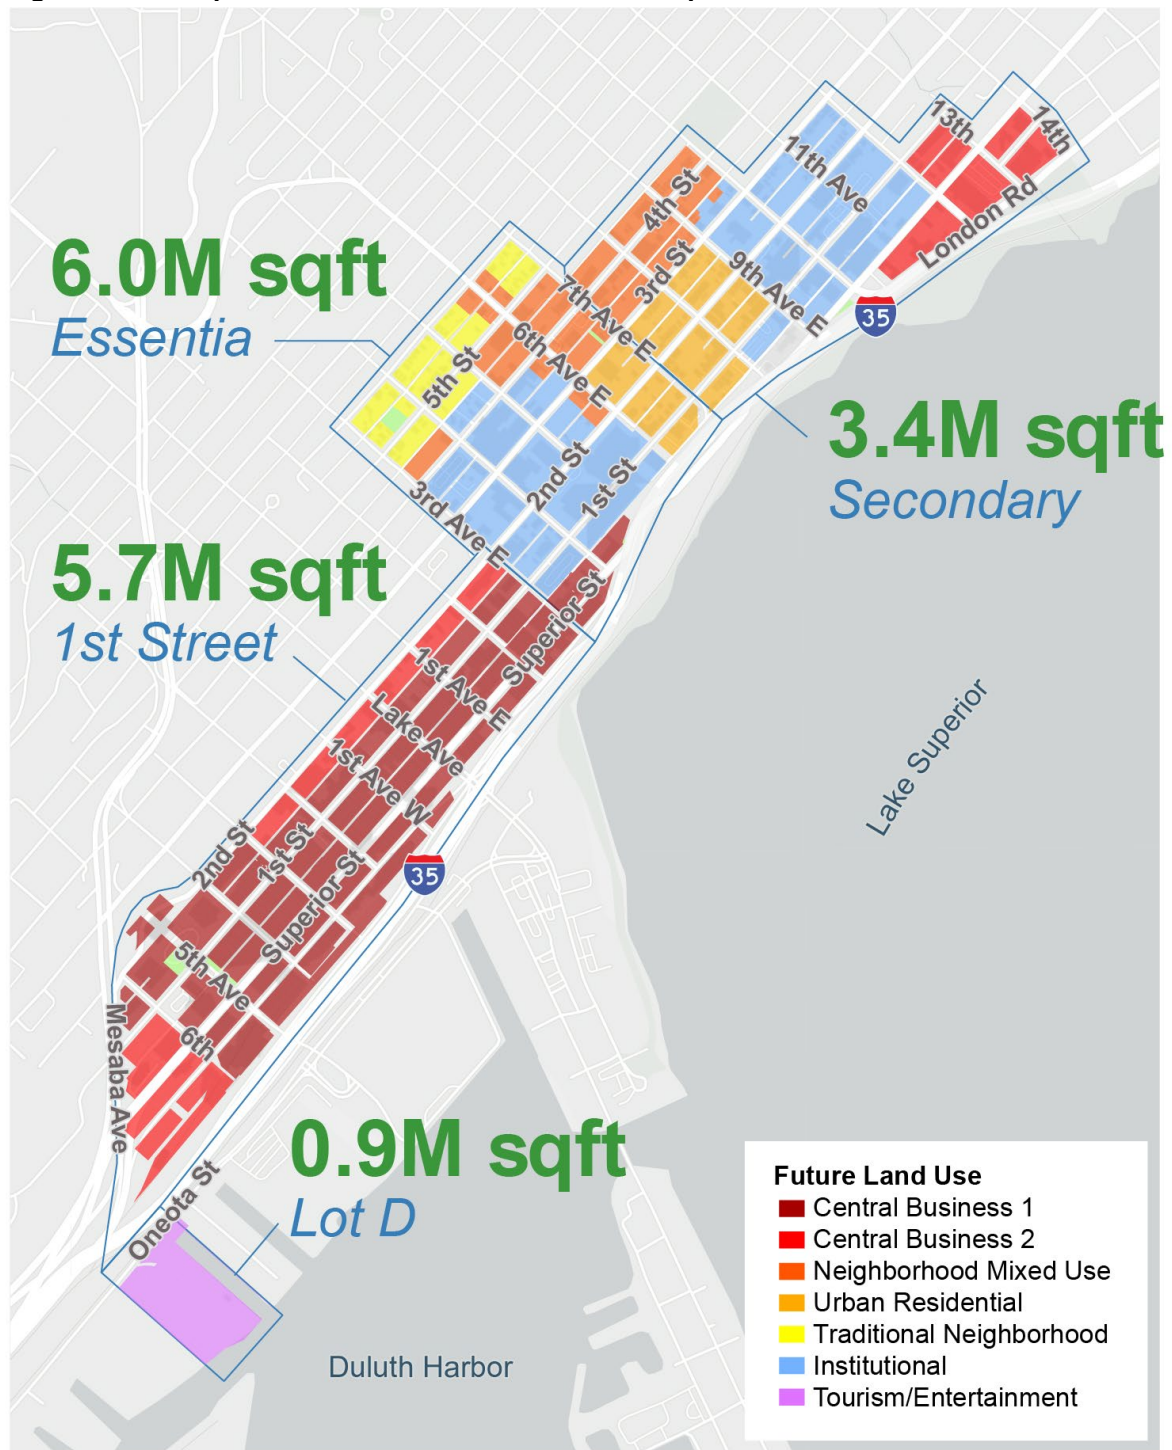 13th
14th
11th Ave
London Rd
4th St
3rd St
9th Ave E
35
7th Ave E
6th Ave E
5th St
6.0M sqft
Essentia
3.4M sqft
Secondary
2nd St
1st St
3rd Ave E
5.7M sqft
1st Street
Superior St
1st Ave E
Lake Ave
1st Ave W
Lake Superior
2nd St
1st St
Superior St
35
5th Ave
6th
Mesaba Ave
0.9M sqft
Lot D
Oneota St
Duluth Harbor
Future Land Use
Central Business 1
Central Business 2
Neighborhood Mixed Use
Urban Residential
Traditional Neighborhood
Institutional
Tourism/Entertainment